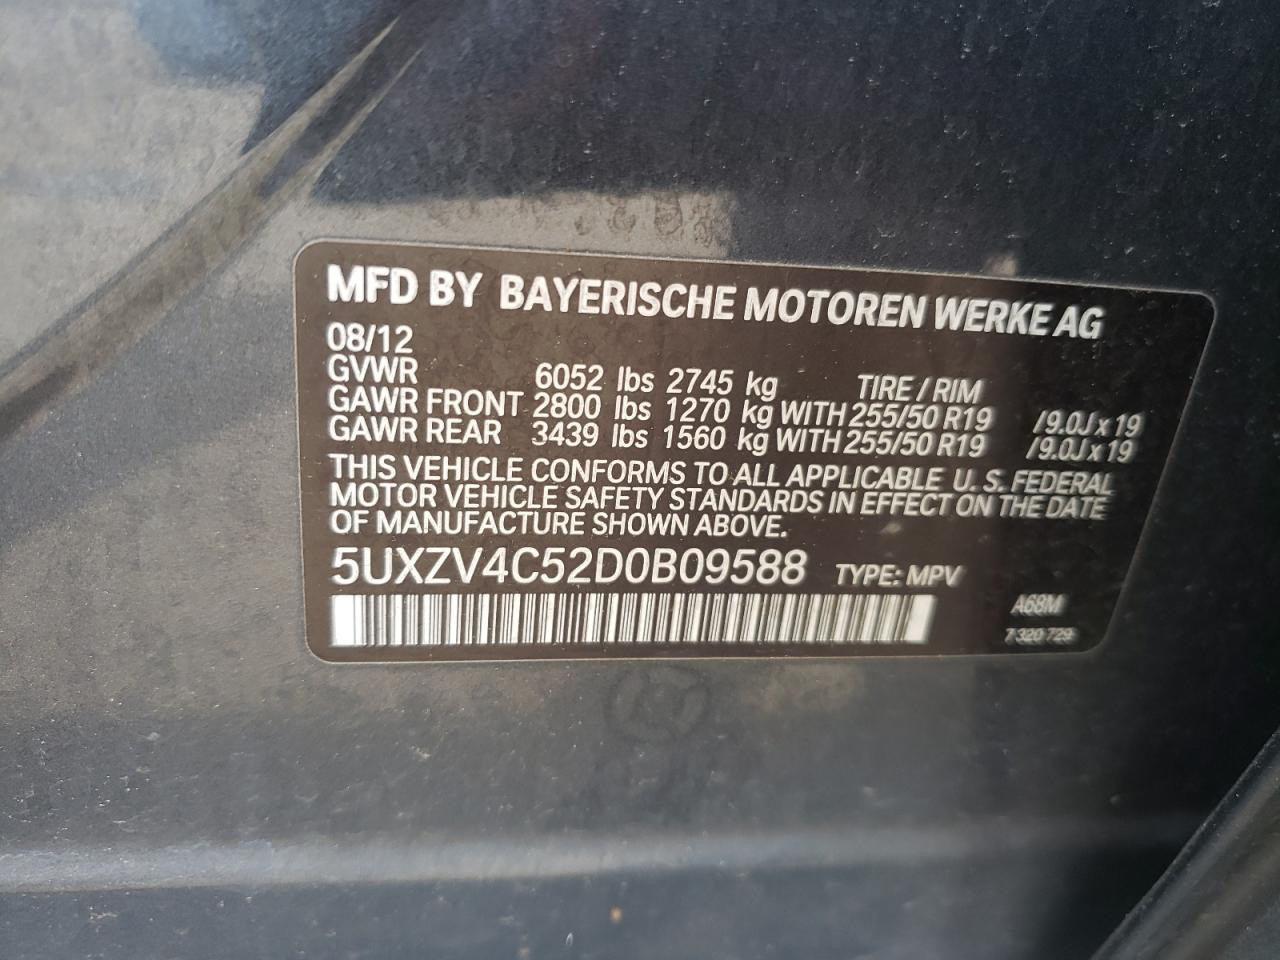 MFD BY BAYERISCHE MOTOREN WERKE AG
08/12
GVWR 6052 lbs 2745 kg TIRE / RIM
GAWR FRONT 2800 lbs 1270 kg WITH 255/50 R19 /9.0J x 19
GAWR REAR 3439 lbs 1560 kg WITH 255/50 R19 /9.0J x 19
THIS VEHICLE CONFORMS TO ALL APPLICABLE U. S. FEDERAL
MOTOR VEHICLE SAFETY STANDARDS IN EFFECT ON THE DATE
OF MANUFACTURE SHOWN ABOVE.
5UXZV4C52D0B09588 TYPE: MPV
A68M
7 320 729